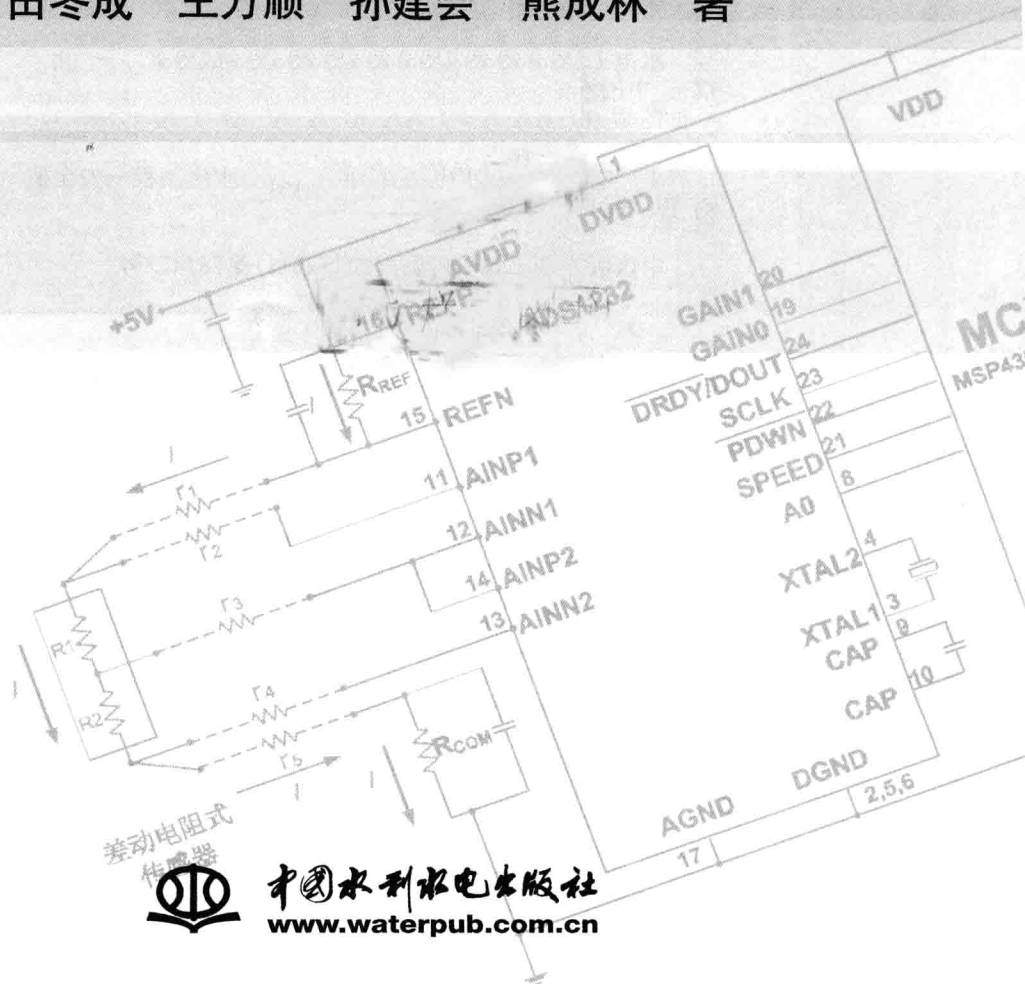 田冬成 王万顺 孙建会 熊成林 著
VDD
1
DVDD
AVDD
+5V
16
REFP
ADS1232
GAIN1
20
GAIN0
19
MC
MSP43
DRDY/DOUT
24
SCLK
23
PDWN
22
SPEED
21
A0
8
RREF
I
15
REFN
11
AINP1
12
AINN1
14
AINP2
13
AINN2
I
r1
r2
r3
R1
R2
I
r4
r5
I
RCOM
I
XTAL2
4
XTAL1
3
CAP
9
CAP
10
DGND
2,5,6
AGND
17
差动电阻式
传感器
中国水利水电出版社
www.waterpub.com.cn